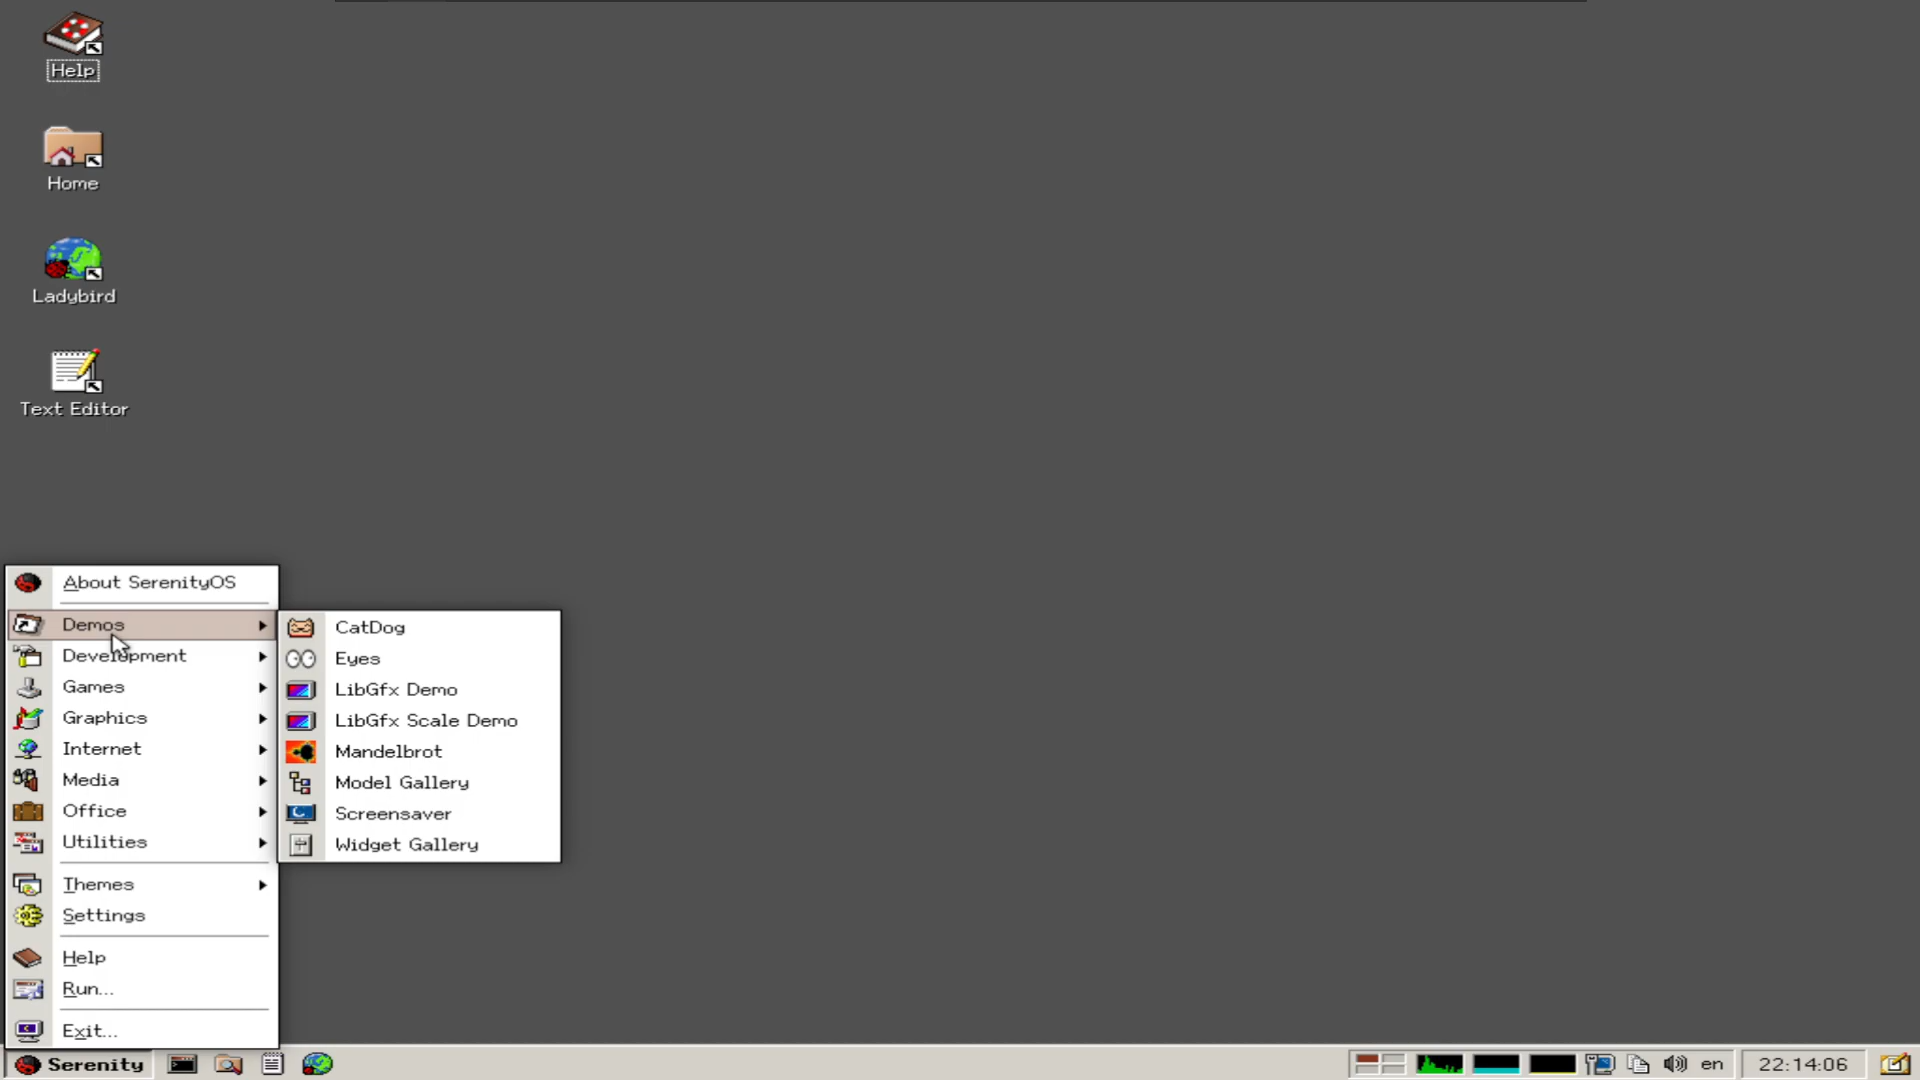 Help
Home
Ladybird
Text Editor
About SerenityOS
Demos
Development
Games
Graphics
Internet
Media
Office
Utilities
Themes
Settings
Help
Run...
Exit...
CatDog
Eyes
LibGfx Demo
LibGfx Scale Demo
Mandelbrot
Model Gallery
Screensaver
Widget Gallery
Serenity
en
22:14:06